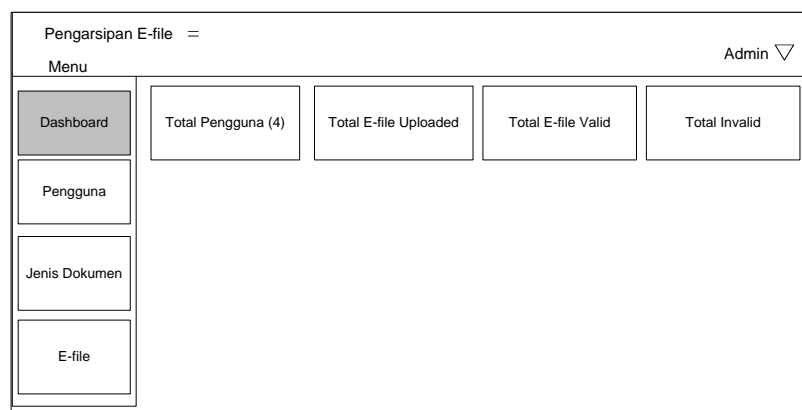 Pengarsipan E-file =
Admin
Menu
Dashboard
Total Pengguna (4)
Total E-file Uploaded
Total E-file Valid
Total Invalid
Pengguna
Jenis Dokumen
E-file